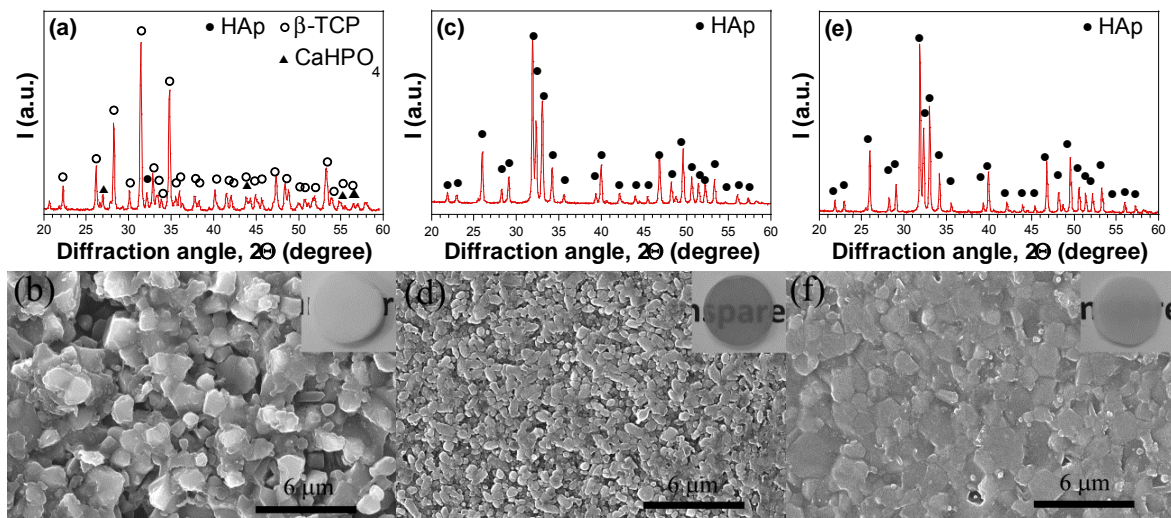 (a) ● HAp ○ β-TCP
▲ CaHPO4
I (a.u.)
20 25 30 35 40 45 50 55 60
Diffraction angle, 2Θ (degree)
(c) ● HAp
I (a.u.)
20 25 30 35 40 45 50 55 60
Diffraction angle, 2Θ (degree)
(e) ● HAp
I (a.u.)
20 25 30 35 40 45 50 55 60
Diffraction angle, 2Θ (degree)
(b)
6 μm
(d)
nspare
6 μm
(f)
n spare
6 μm